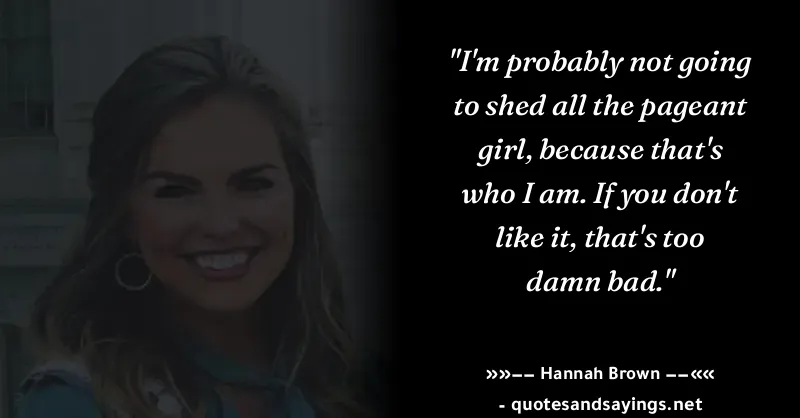 "I'm probably not going
to shed all the pageant
girl, because that's
who I am. If you don't
like it, that's too
damn bad."
»»−− Hannah Brown −−««
- quotesandsayings.net